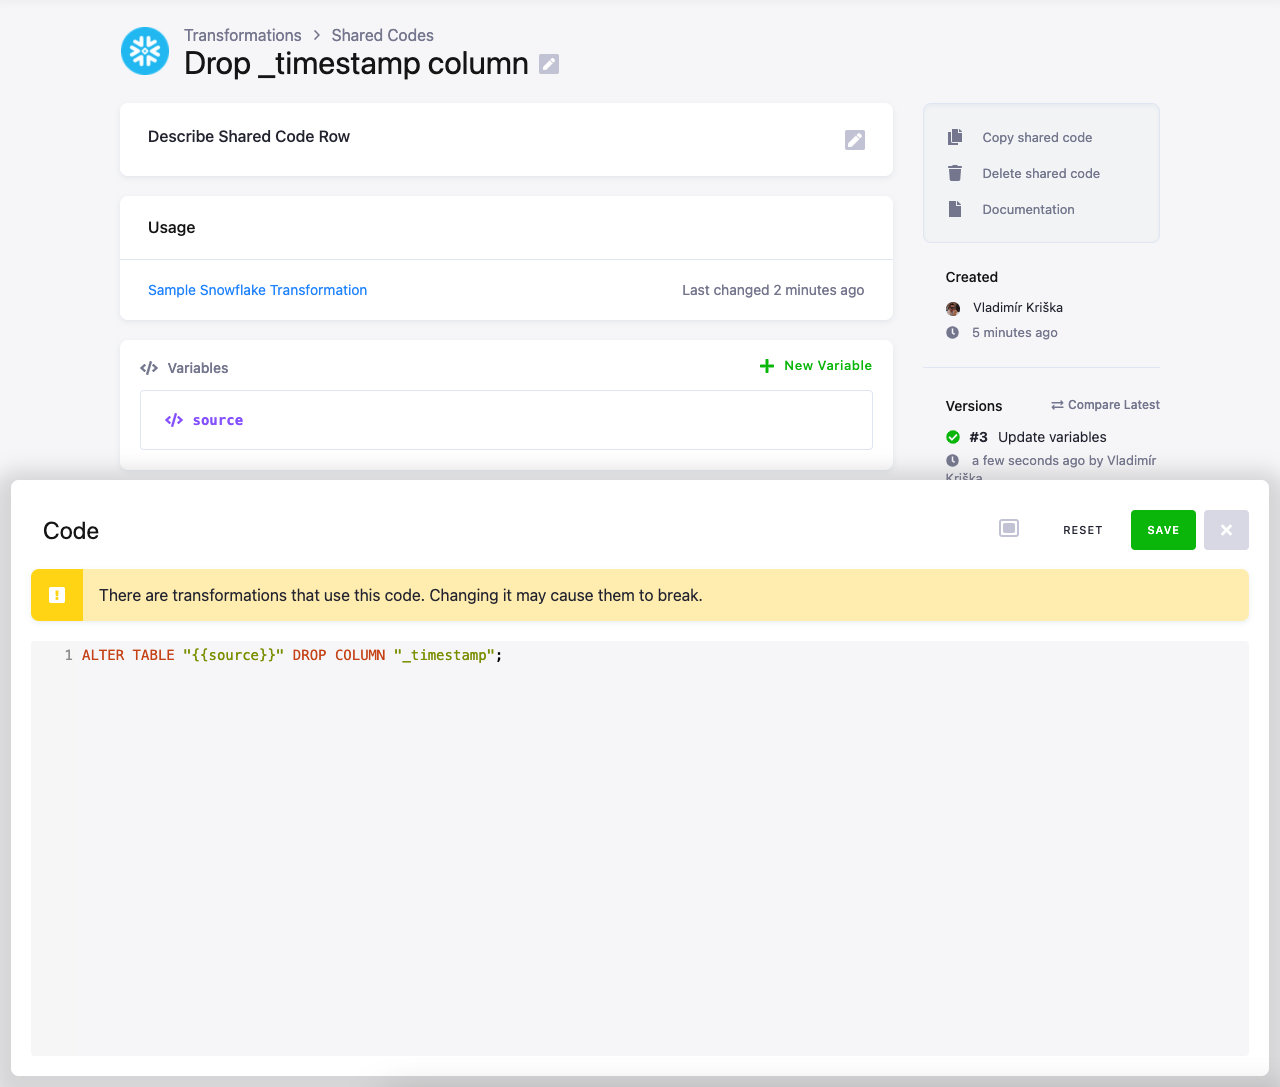 Transformations > Shared Codes
Drop _timestamp column
Describe Shared Code Row
Usage
Sample Snowflake Transformation
Last changed 2 minutes ago
</> Variables
New Variable
</> source
Copy shared code
Delete shared code
Documentation
Created
Vladimír Kriška
5 minutes ago
Versions
Compare Latest
#3 Update variables
a few seconds ago by Vladimír
Kriška
Code
RESET
SAVE
There are transformations that use this code. Changing it may cause them to break.
1 ALTER TABLE "{{source}}" DROP COLUMN "_timestamp";